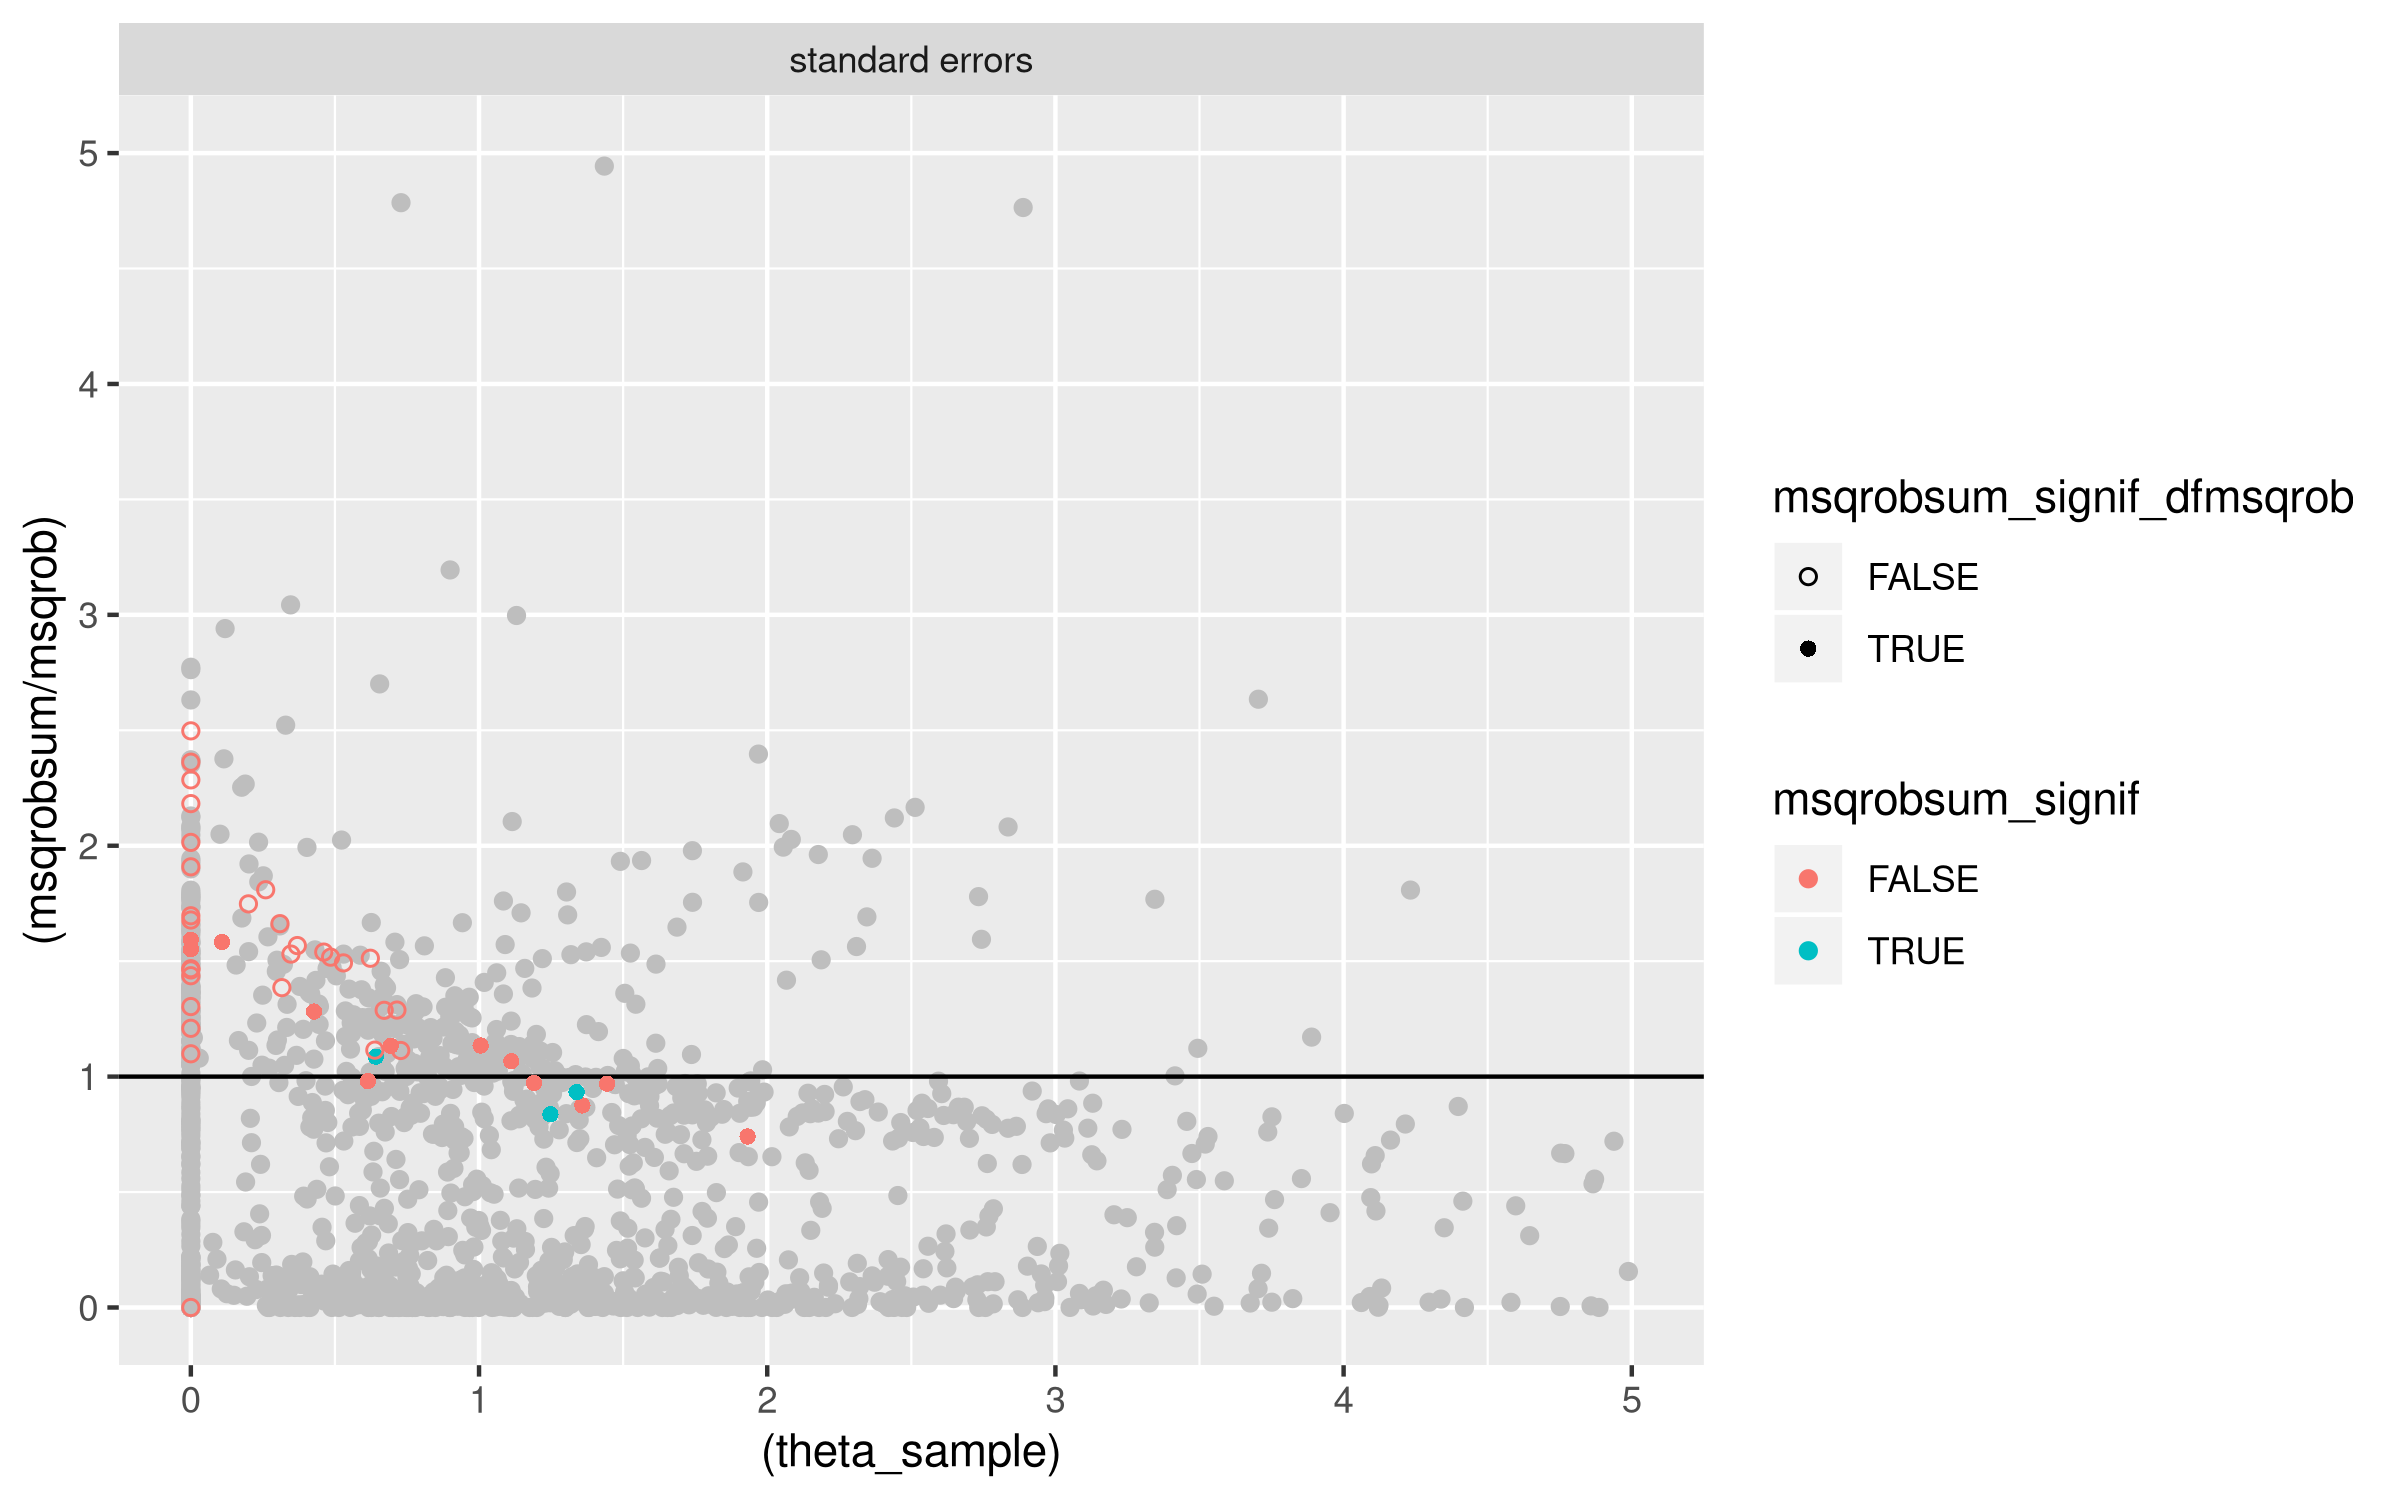 standard errors
5
4
3
2
1
0
(msqrobsum/msqrob)
0 1 2 3 4 5
(theta_sample)
msqrobsum_signif_dfmsqrob
FALSE
TRUE
msqrobsum_signif
FALSE
TRUE